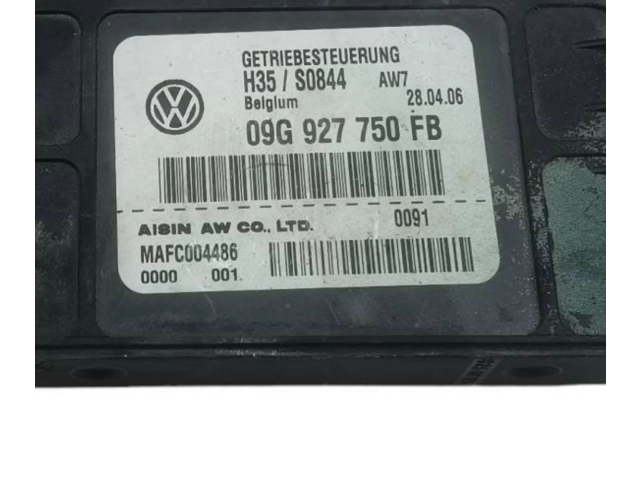 GETRIEBESTEUERUNG
H35 / S0844 AW7
Belgium 28.04.06
09G 927 750 FB
AISIN AW CO., LTD. 0091
MAFC004486
0000 001